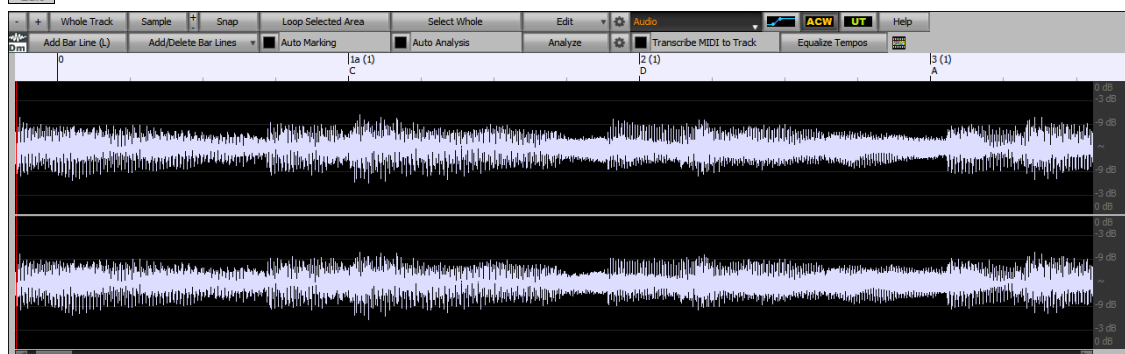 - + Whole Track Sample + - Snap Loop Selected Area Select Whole Edit Audio ACW UT Help
Dm Add Bar Line (L) Add/Delete Bar Lines Auto Marking Auto Analysis Analyze Transcribe MIDI to Track Equalize Tempos
0 1a (1) 2 (1) 3 (1)
C D A
0 dB
-3 dB
-9 dB
~
-9 dB
-3 dB
0 dB
0 dB
-3 dB
-9 dB
~
-9 dB
-3 dB
0 dB